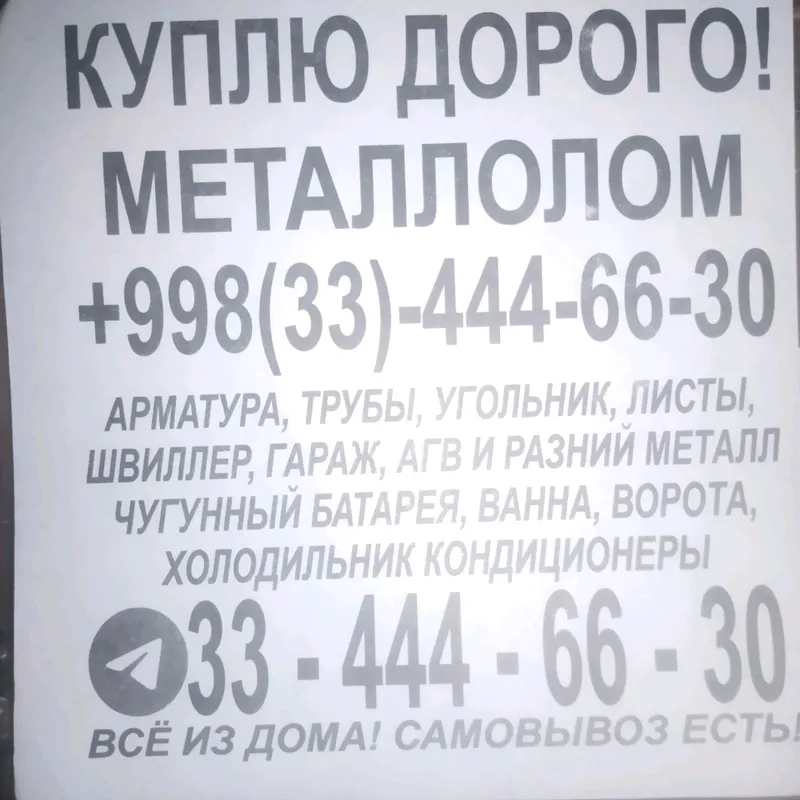 КУПЛЮ ДОРОГО!
МЕТАЛЛОЛОМ
+998(33)-444-66-30
АРМАТУРА, ТРУБЫ, УГОЛЬНИК, ЛИСТЫ,
ШВИЛЛЕР, ГАРАЖ, АГВ И РАЗНИЙ МЕТАЛЛ
ЧУГУННЫЙ БАТАРЕЯ, ВАННА, ВОРОТА,
ХОЛОДИЛЬНИК КОНДИЦИОНЕРЫ
33 - 444 - 66 - 30
ВСЁ ИЗ ДОМА! САМОВЫВОЗ ЕСТЬ!